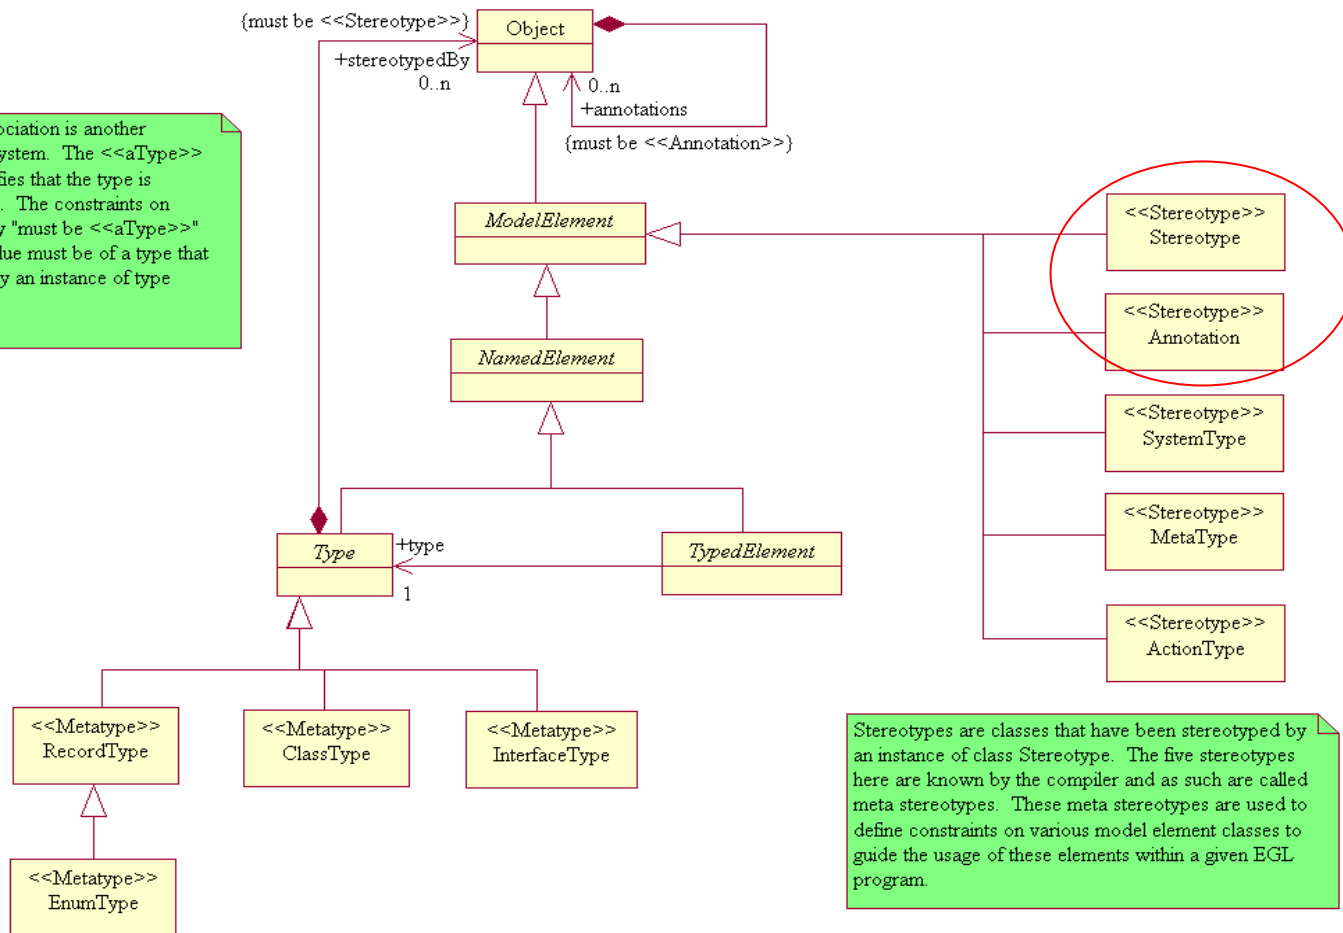 {must be <<Stereotype>>}
Object
+stereotypedBy
0..n
0..n
+annotations
{must be <<Annotation>>}
ociation is another
ystem.  The <<aType>>
fies that the type is
.  The constraints on
y "must be <<aType>>"
lue must be of a type that
y an instance of type
ModelElement
<<Stereotype>>
Stereotype
<<Stereotype>>
Annotation
NamedElement
<<Stereotype>>
SystemType
<<Stereotype>>
MetaType
Type
+type
1
TypedElement
<<Stereotype>>
ActionType
<<Metatype>>
RecordType
<<Metatype>>
ClassType
<<Metatype>>
InterfaceType
<<Metatype>>
EnumType
Stereotypes are classes that have been stereotyped by
an instance of class Stereotype.  The five stereotypes
here are known by the compiler and as such are called
meta stereotypes.  These meta stereotypes are used to
define constraints on various model element classes to
guide the usage of these elements within a given EGL
program.